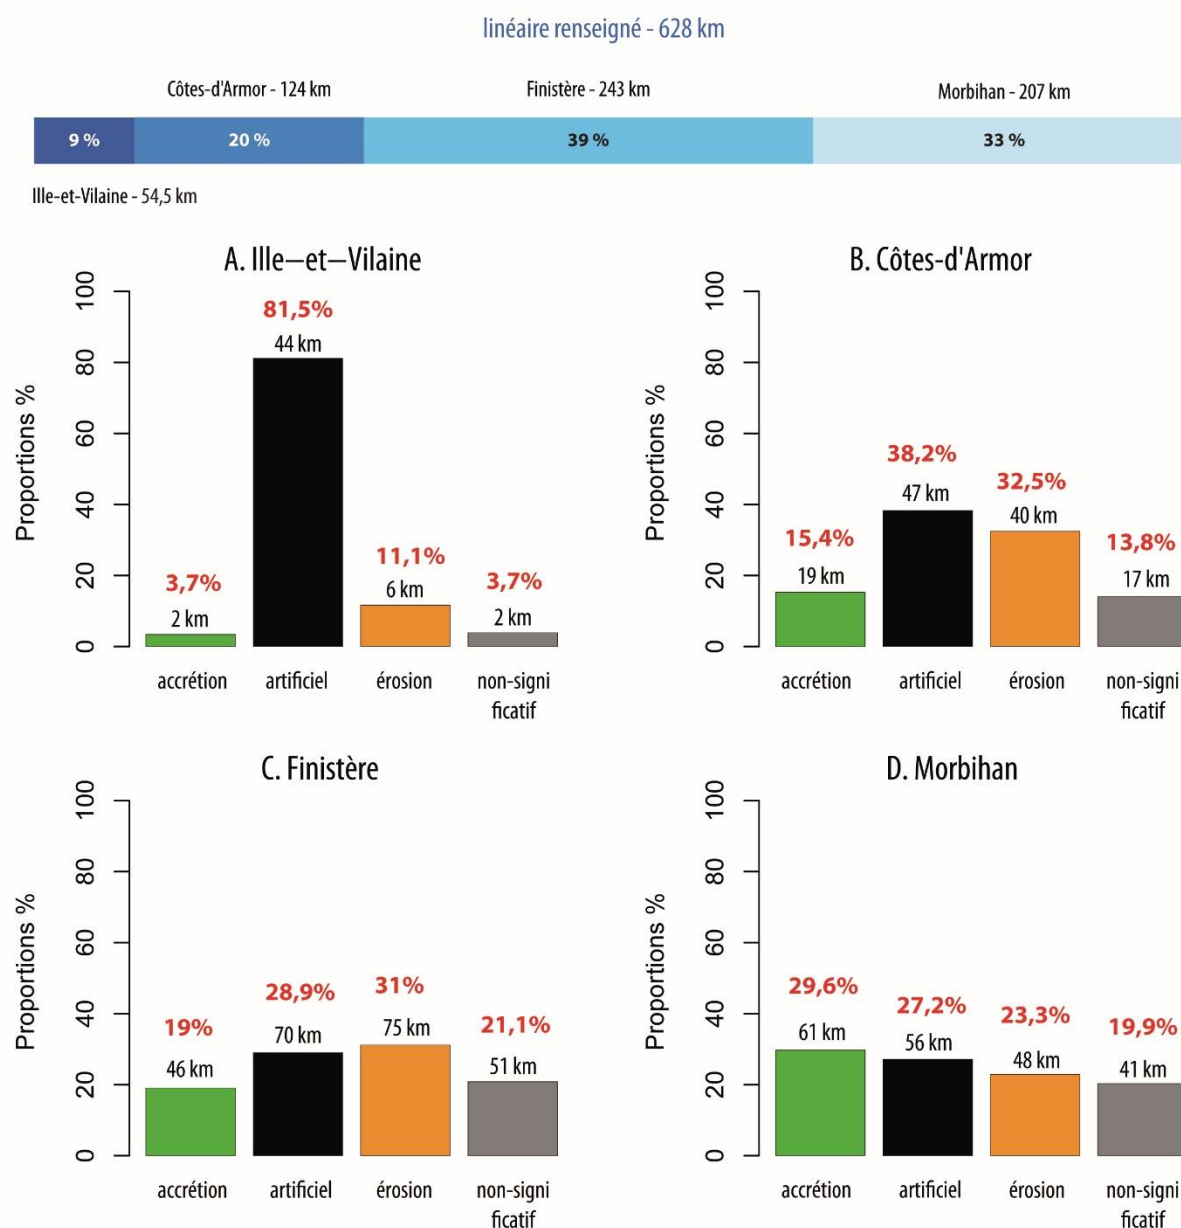 linéaire renseigné - 628 km
Côtes-d'Armor - 124 km
Finistère - 243 km
Morbihan - 207 km
9 %
20 %
39 %
33 %
Ille-et-Vilaine - 54,5 km
A. Ille–et–Vilaine
Proportions %
0
20
40
60
80
100
3,7%
2 km
81,5%
44 km
11,1%
6 km
3,7%
2 km
accrétion
artificiel
érosion
non-signi
ficatif
B. Côtes-d'Armor
Proportions %
0
20
40
60
80
100
15,4%
19 km
38,2%
47 km
32,5%
40 km
13,8%
17 km
accrétion
artificiel
érosion
non-signi
ficatif
C. Finistère
Proportions %
0
20
40
60
80
100
19%
46 km
28,9%
70 km
31%
75 km
21,1%
51 km
accrétion
artificiel
érosion
non-signi
ficatif
D. Morbihan
Proportions %
0
20
40
60
80
100
29,6%
61 km
27,2%
56 km
23,3%
48 km
19,9%
41 km
accrétion
artificiel
érosion
non-signi
ficatif